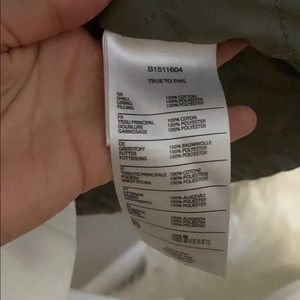 B1511604
TRUE TO THIS
GB
SHELL 100% COTTON
LINING 100% POLYESTER
FILLING 100% POLYESTER
FR
TISSU PRINCIPAL 100% COTON
DOUBLURE 100% POLYESTER
GARNISSAGE 100% POLYESTER
DE
OBERSTOFF 100% BAUMWOLLE
FUTTER 100% POLYESTER
FÜTTERUNG 100% POLYESTER
IT
TESSUTO PRINCIPALE 100% COTONE
FODERA 100% POLIESTERE
IMBOTTITURA 100% POLIESTERE
100% ALGODÃO
100% POLIÉSTER
100% POLIÉSTER
100% ALGODÓN
100% POLIÉSTER
100% POLIÉSTER